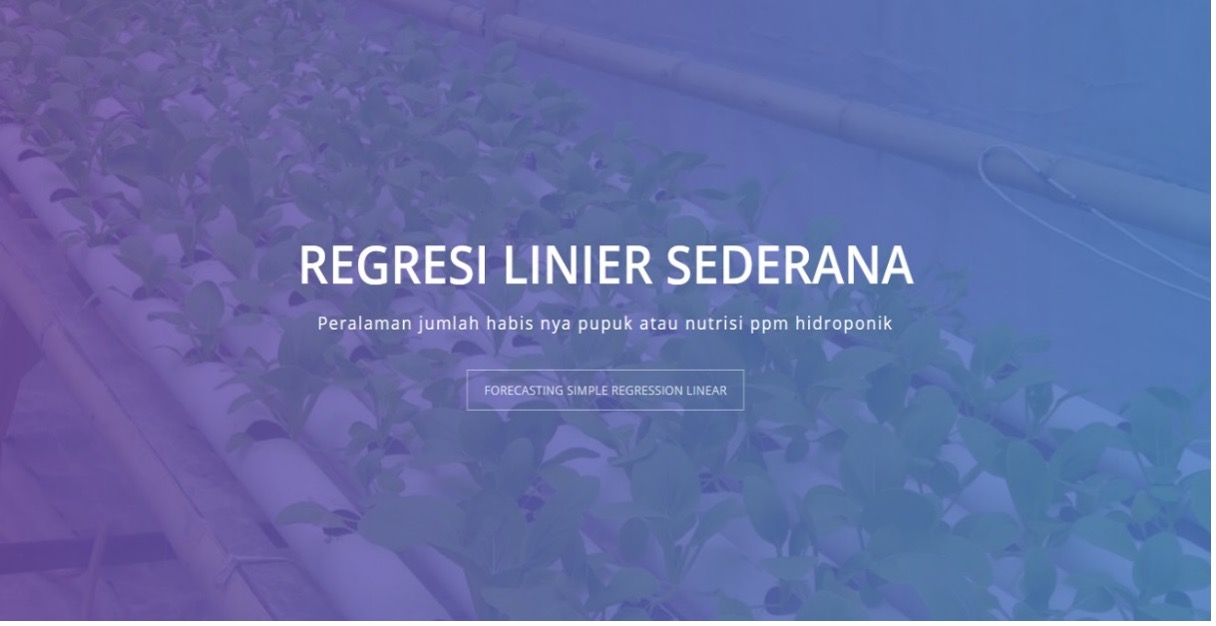 REGRESI LINIER SEDERANA
Peralaman jumlah habis nya pupuk atau nutrisi ppm hidroponik
FORECASTING SIMPLE REGRESSION LINEAR